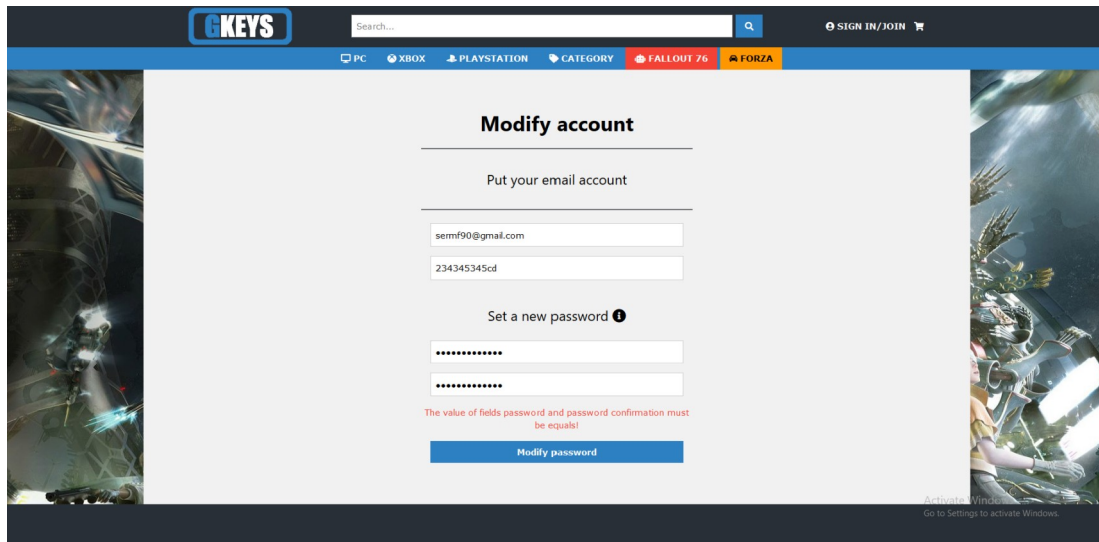 GKEYS
Search...
SIGN IN/JOIN
PC XBOX PLAYSTATION CATEGORY FALLOUT 76 FORZA
Modify account
Put your email account
sermf90@gmail.com
234345345cd
Set a new password
•••••••••••••
•••••••••••••
The value of fields password and password confirmation must
be equals!
Modify password
Activate Windows
Go to Settings to activate Windows.